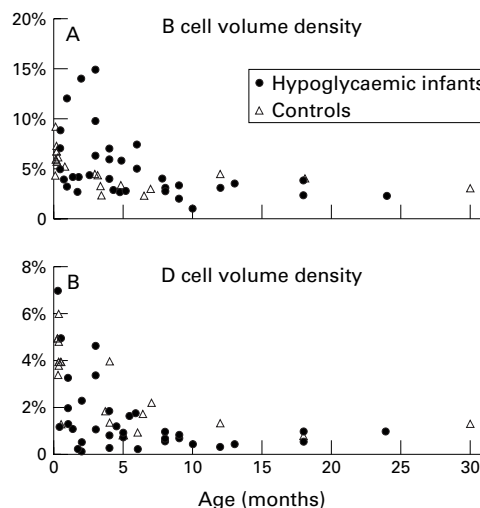 B cell volume density
A
20%
15%
10%
5%
0
Hypoglycaemic infants
Controls
D cell volume density
B
8%
6%
4%
2%
0
0 5 10 15 20 25 30
Age (months)